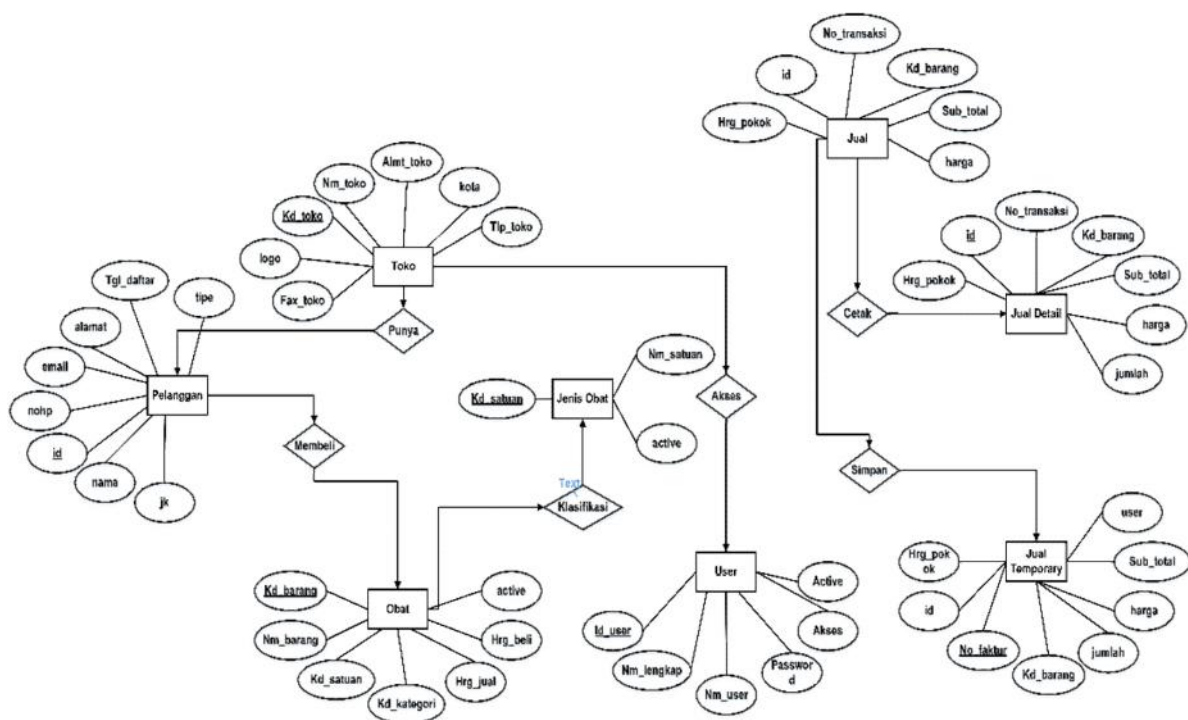 No_transaksi
id
Kd_barang
Hrg_pokok
Sub_total
Jual
harga
Almt_toko
Nm_toko
kota
Kd_toko
Tlp_toko
logo
Toko
Fax_toko
Punya
Tgl_daftar
tipe
alamat
email
nohp
Pelanggan
id
nama
jk
Membeli
No_transaksi
id
Kd_barang
Hrg_pokok
Sub_total
Cetak
Jual Detail
harga
jumlah
Nm_satuan
Kd_satuan
Jenis Obat
active
Akses
Text
Klasifikasi
Simpan
Kd_barang
active
Obat
Nm_barang
Hrg_beli
Kd_satuan
Hrg_jual
Kd_kategori
User
Active
Id_user
Akses
Nm_lengkap
Passwor
d
Nm_user
user
Hrg_pok
ok
Jual
Temporary
Sub_total
id
harga
No_faktur
jumlah
Kd_barang